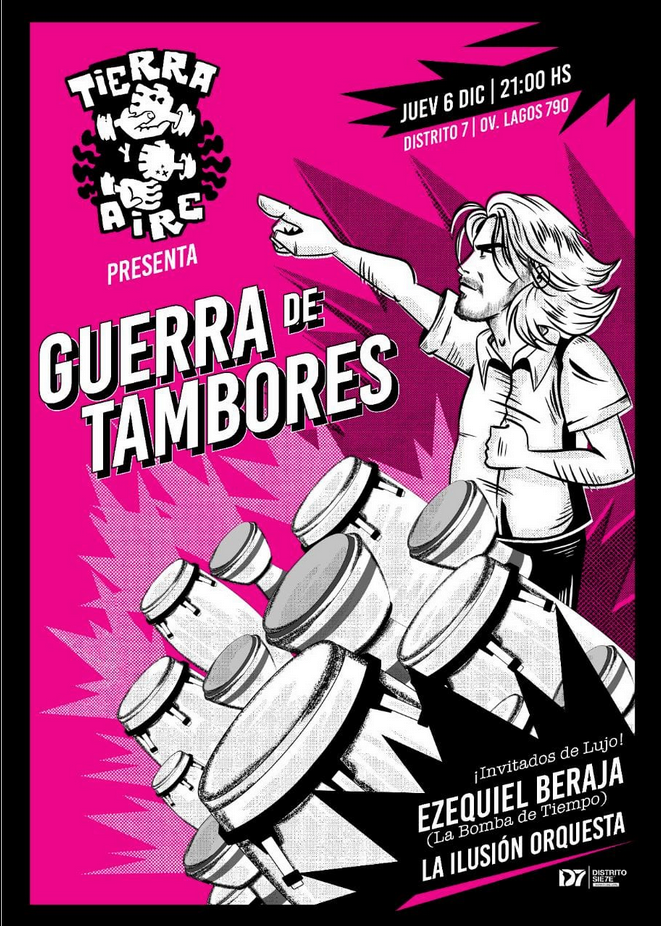 TIERRA
Y
AIRE
PRESENTA
JUEV 6 DIC | 21:00 HS
DISTRITO 7 | OV. LAGOS 790
GUERRA DE
TAMBORES
¡Invitados de Lujo!
EZEQUIEL BERAJA
(La Bomba de Tiempo)
LA ILUSIÓN ORQUESTA
D7 | DISTRITO
SIE7E